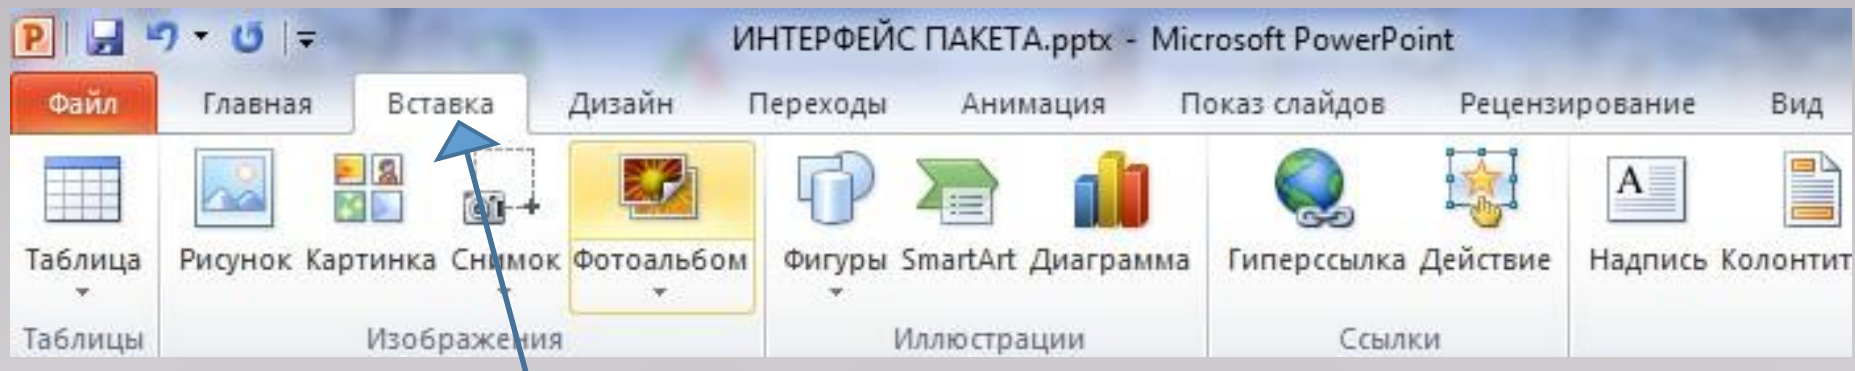 ИНТЕРФЕЙС ПАКЕТА.pptx - Microsoft PowerPoint
Файл Главная Вставка Дизайн Переходы Анимация Показ слайдов Рецензирование Вид
Таблица Рисунок Картинка Снимок Фотоальбом Фигуры SmartArt Диаграмма Гиперссылка Действие Надпись Колонтит
Таблицы Изображения Иллюстрации Ссылки